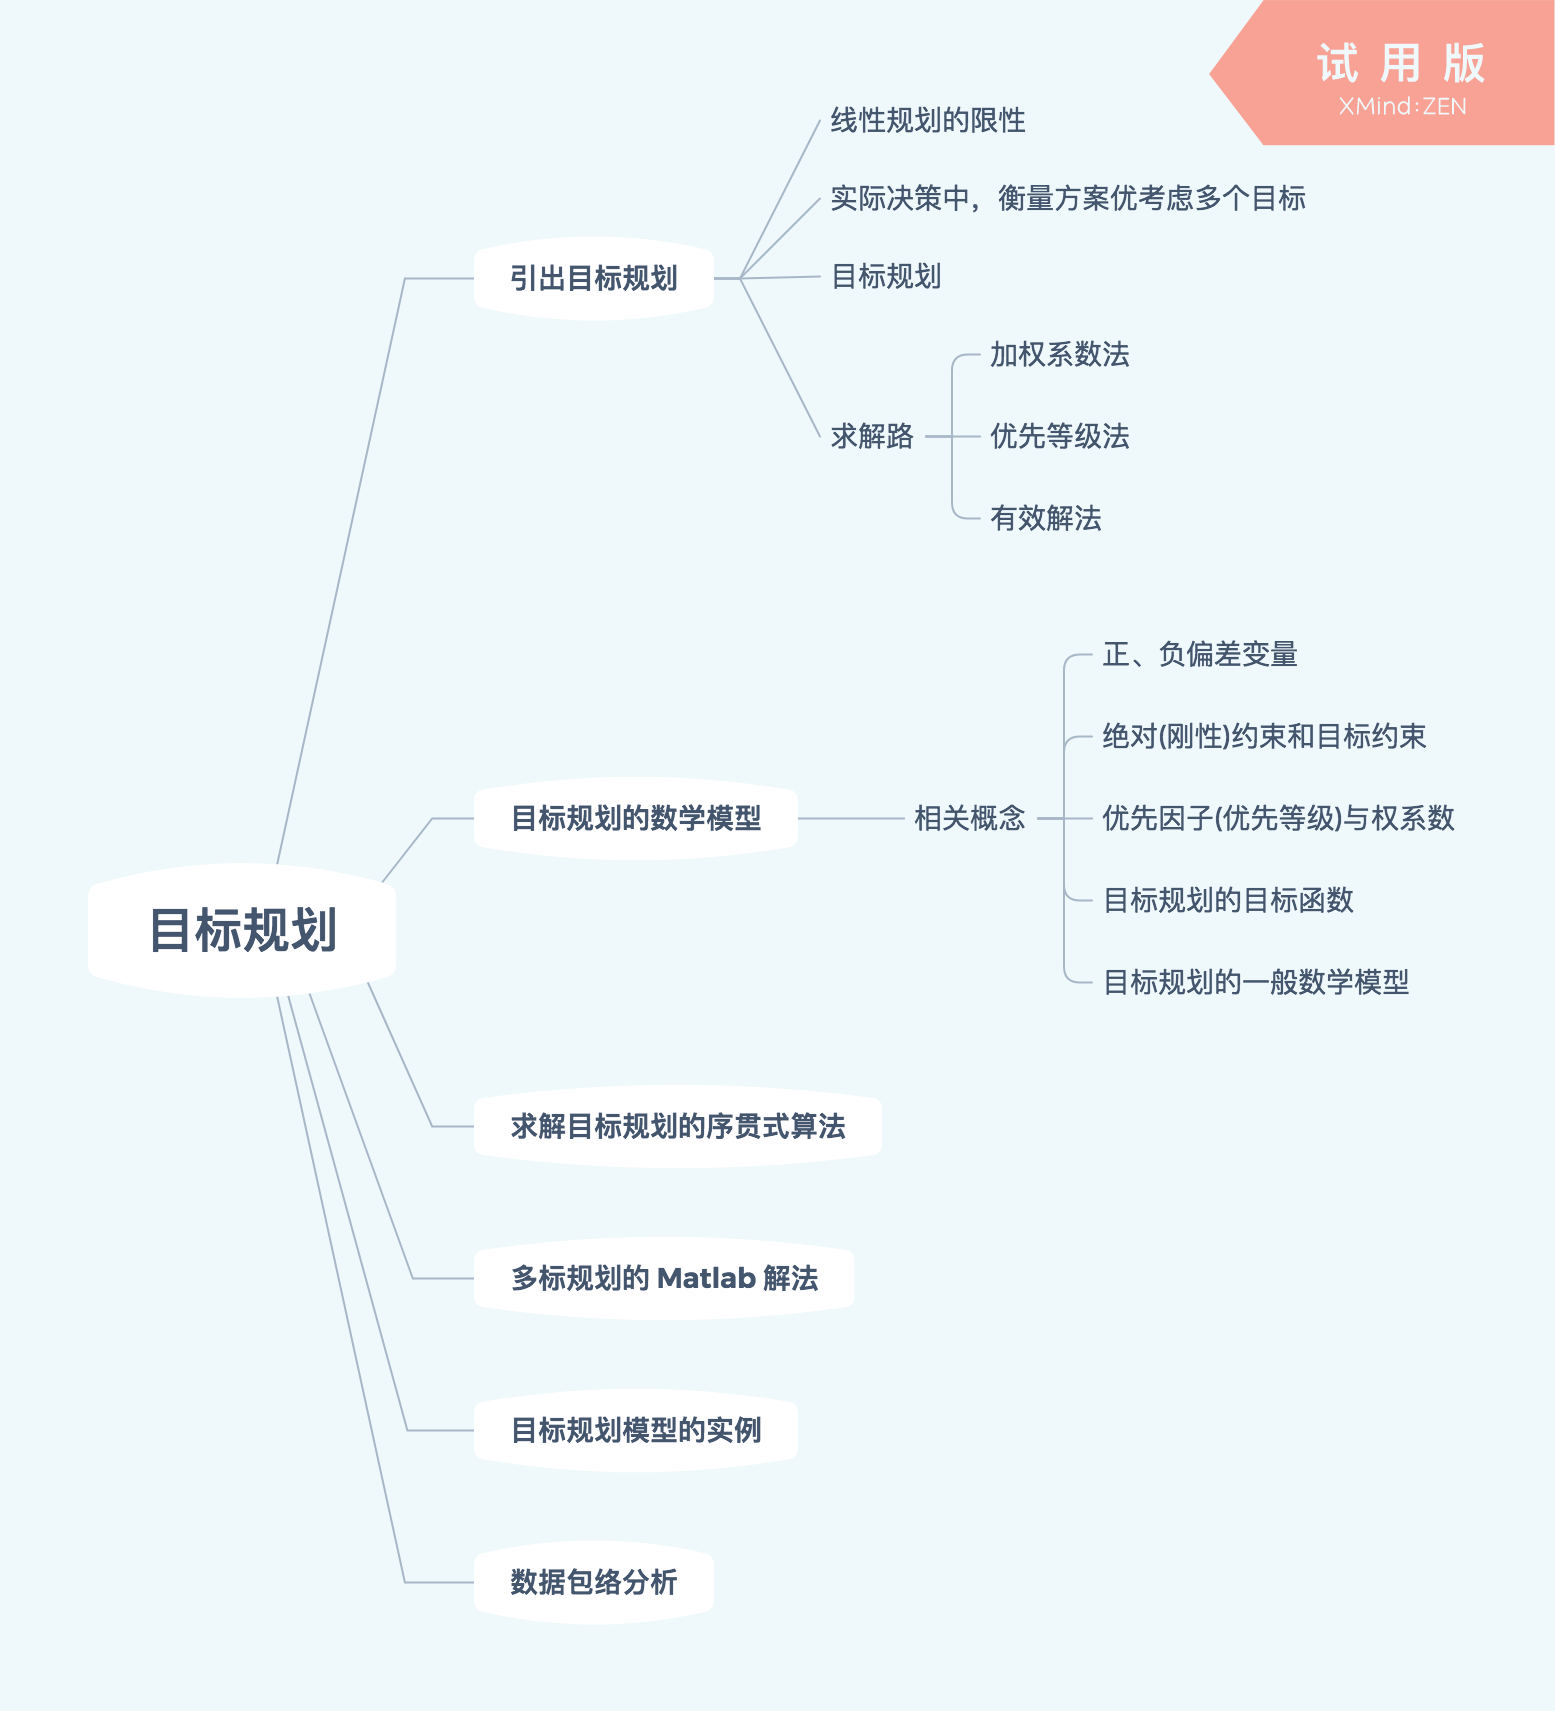 试用版
XMind:ZEN
线性规划的限性
实际决策中，衡量方案优考虑多个目标
引出目标规划
目标规划
加权系数法
求解路
优先等级法
有效解法
正、负偏差变量
绝对(刚性)约束和目标约束
目标规划的数学模型
相关概念
优先因子(优先等级)与权系数
目标规划的目标函数
目标规划的一般数学模型
目标规划
求解目标规划的序贯式算法
多标规划的 Matlab 解法
目标规划模型的实例
数据包络分析